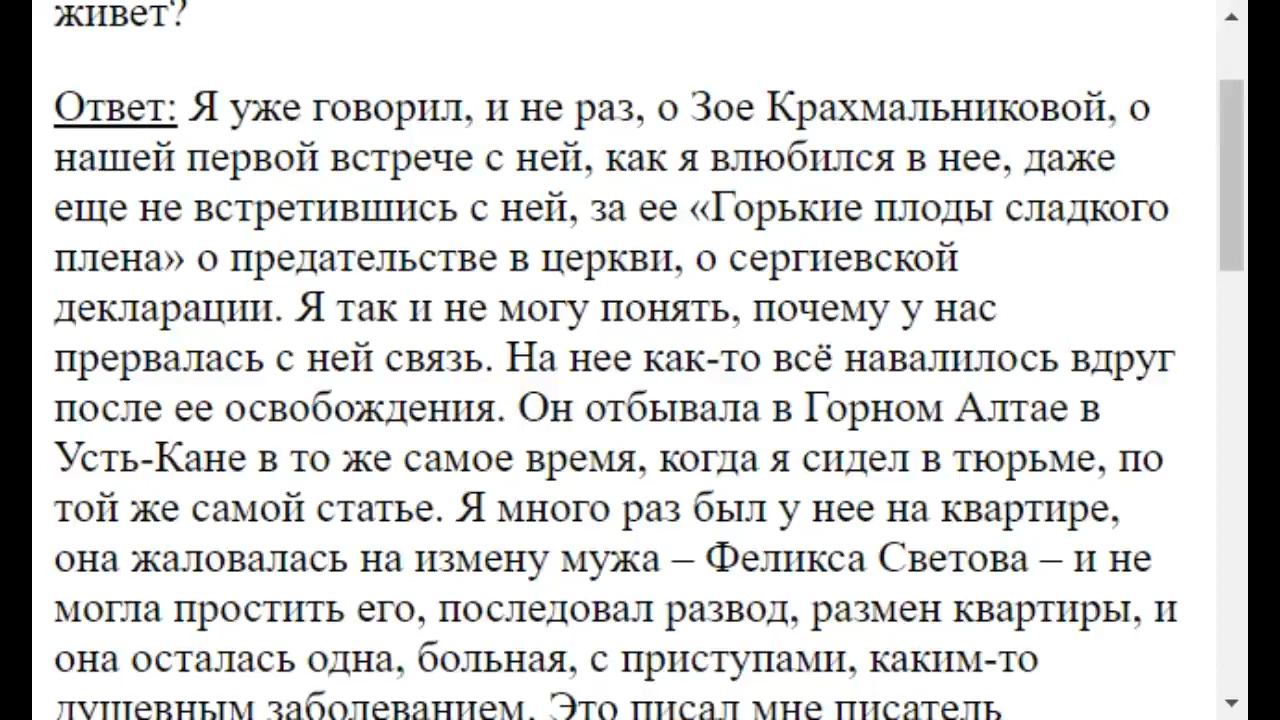 живет?
Ответ: Я уже говорил, и не раз, о Зое Крахмальниковой, о
нашей первой встрече с ней, как я влюбился в нее, даже
еще не встретившись с ней, за ее «Горькие плоды сладкого
плена» о предательстве в церкви, о сергиевской
декларации. Я так и не могу понять, почему у нас
прервалась с ней связь. На нее как-то всё навалилось вдруг
после ее освобождения. Он отбывала в Горном Алтае в
Усть-Кане в то же самое время, когда я сидел в тюрьме, по
той же самой статье. Я много раз был у нее на квартире,
она жаловалась на измену мужа – Феликса Светова – и не
могла простить его, последовал развод, размен квартиры, и
она осталась одна, больная, с приступами, каким-то
душевным заболеванием. Это писал мне писатель